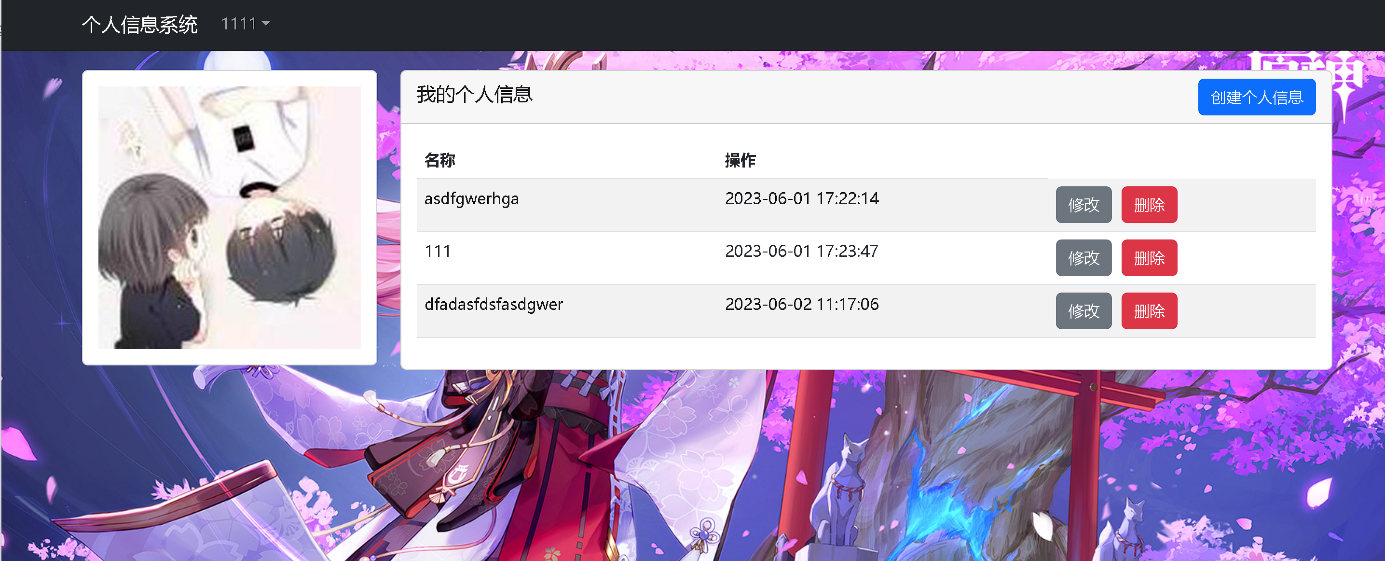 个人信息系统 1111
我的个人信息 创建个人信息
名称 操作
asdfgwerhga 2023-06-01 17:22:14 修改 删除
111 2023-06-01 17:23:47 修改 删除
dfadasfdsfasdgwer 2023-06-02 11:17:06 修改 删除